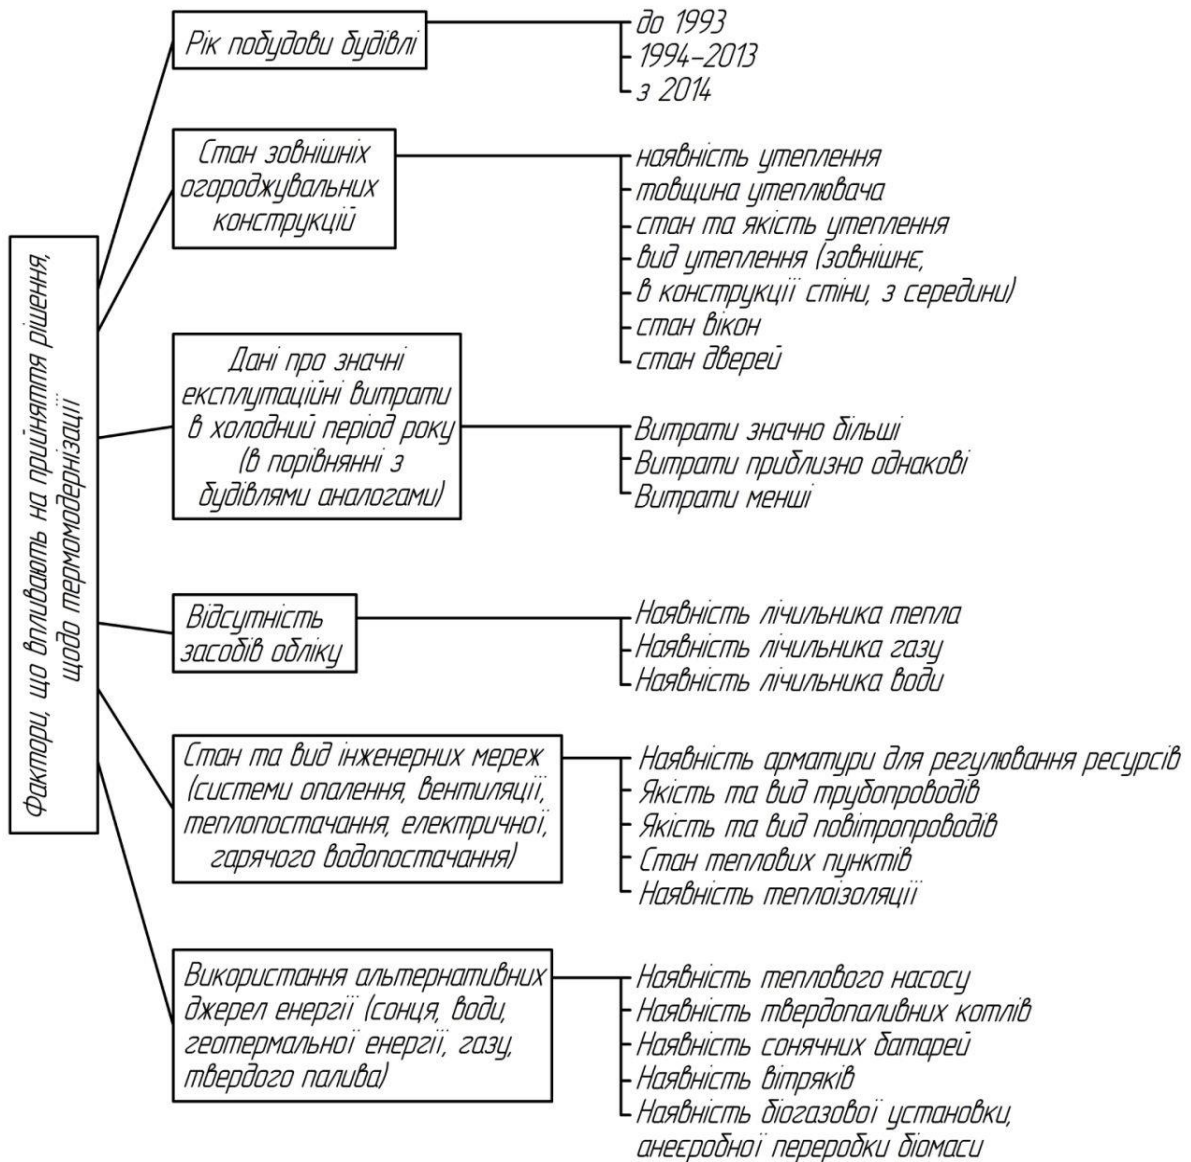 Фактори, що впливають на прийняття рішення,
щодо термомодернізації
Рік побудови будівлі
до 1993
1994–2013
з 2014
Стан зовнішніх
огороджувальних
конструкцій
наявність утеплення
товщина утеплювача
стан та якість утеплення
вид утеплення (зовнішнє,
в конструкції стіни, з середини)
стан вікон
стан дверей
Дані про значні
експлутаційні витрати
в холодний період року
(в порівнянні з
будівлями аналогами)
Витрати значно більші
Витрати приблизно однакові
Витрати менші
Відсутність
засобів обліку
Наявність лічильника тепла
Наявність лічильника газу
Наявність лічильника води
Стан та вид інженерних мереж
(системи опалення, вентиляції,
теплопостачання, електричної,
гарячого водопостачання)
Наявність арматури для регулювання ресурсів
Якість та вид трубопроводів
Якість та вид повітропроводів
Стан теплових пунктів
Наявність теплоізоляції
Використання альтернативних
джерел енергії (сонця, води,
геотермальної енергії, газу,
твердого палива)
Наявність теплового насосу
Наявність твердопаливних котлів
Наявність сонячних батарей
Наявність вітряків
Наявність біогазової установки,
анеєробної переробки біомаси